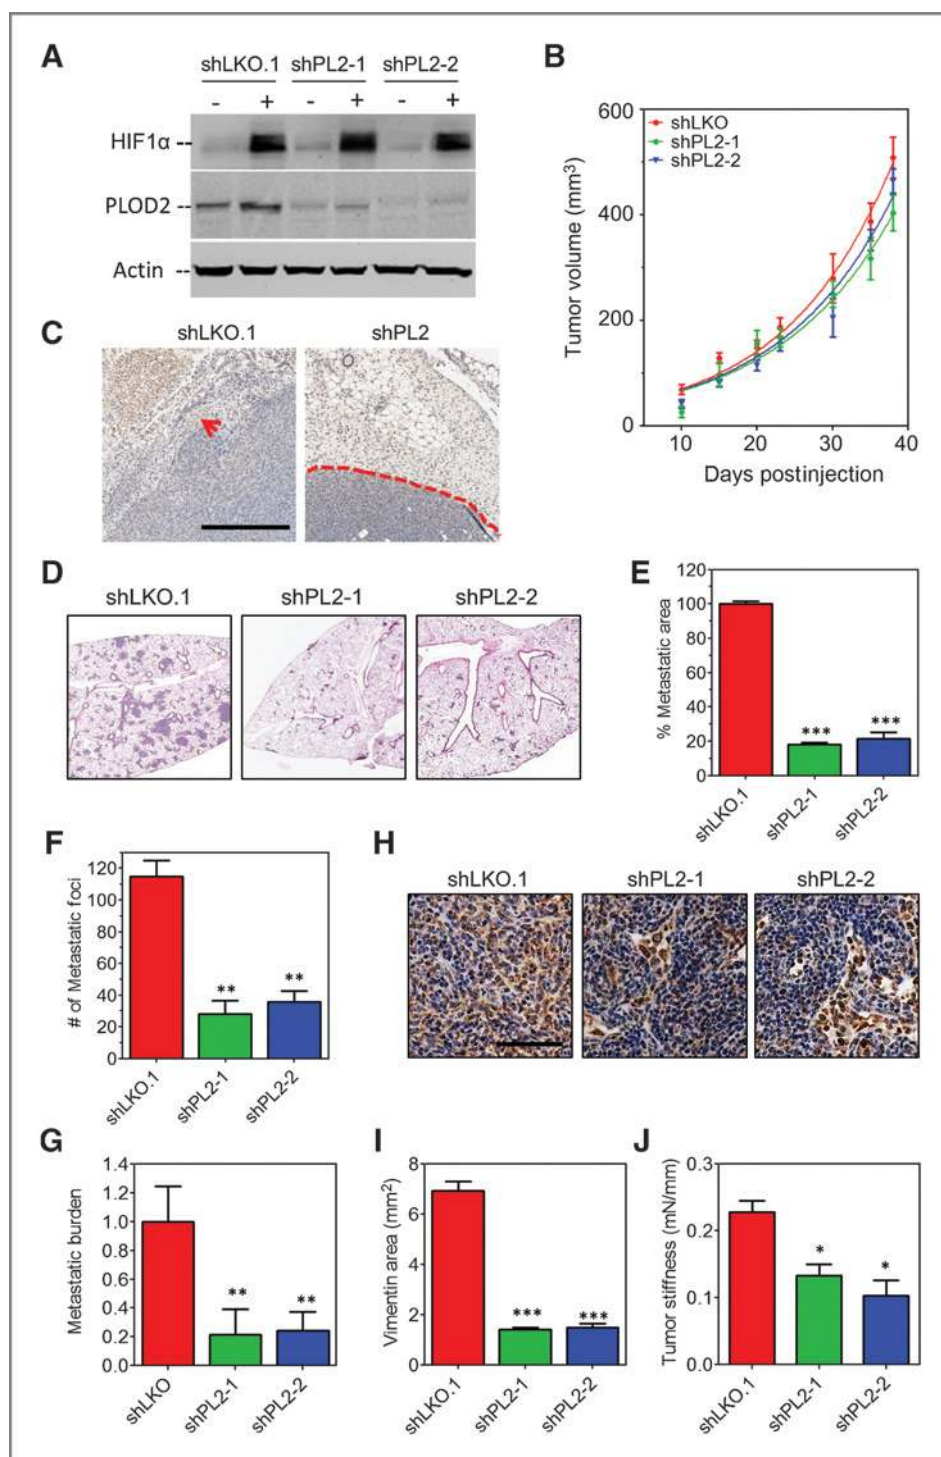 A
shLKO.1 shPL2-1 shPL2-2
- + - + - +
HIF1α
PLOD2
Actin
B
shLKO
shPL2-1
shPL2-2
600
400
200
0
Tumor volume (mm³)
10 20 30 40
Days postinjection
C
shLKO.1 shPL2
D
shLKO.1 shPL2-1 shPL2-2
E
120
100
80
60
40
20
0
% Metastatic area
*** ***
shLKO.1 shPL2-1 shPL2-2
F
120
100
80
60
40
20
0
# of Metastatic foci
** **
shLKO.1 shPL2-1 shPL2-2
H
shLKO.1 shPL2-1 shPL2-2
G
1.4
1.2
1.0
0.8
0.6
0.4
0.2
0.0
Metastatic burden
** **
shLKO shPL2-1 shPL2-2
I
8
6
4
2
0
Vimentin area (mm²)
*** ***
shLKO.1 shPL2-1 shPL2-2
J
0.3
0.2
0.1
0.0
Tumor stiffness (mN/mm)
* *
shLKO.1 shPL2-1 shPL2-2